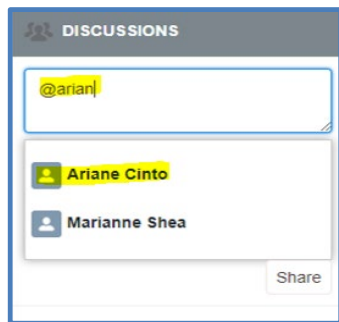 DISCUSSIONS
@arian
Ariane Cinto
Marianne Shea
Share